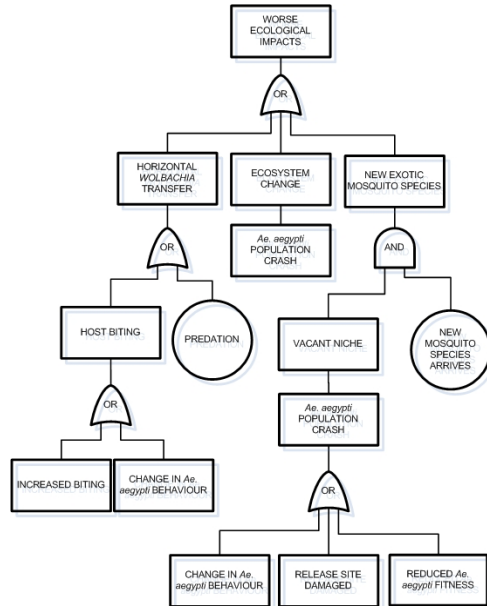 WORSE
ECOLOGICAL
IMPACTS
OR
HORIZONTAL
WOLBACHIA
TRANSFER
ECOSYSTEM
CHANGE
NEW EXOTIC
MOSQUITO SPECIES
OR
Ae. aegypti
POPULATION
CRASH
AND
HOST BITING
PREDATION
VACANT NICHE
NEW
MOSQUITO
SPECIES
ARRIVES
OR
Ae. aegypti
POPULATION
CRASH
INCREASED BITING
CHANGE IN Ae.
aegypti BEHAVIOUR
OR
CHANGE IN Ae.
aegypti BEHAVIOUR
RELEASE SITE
DAMAGED
REDUCED Ae.
aegypti FITNESS